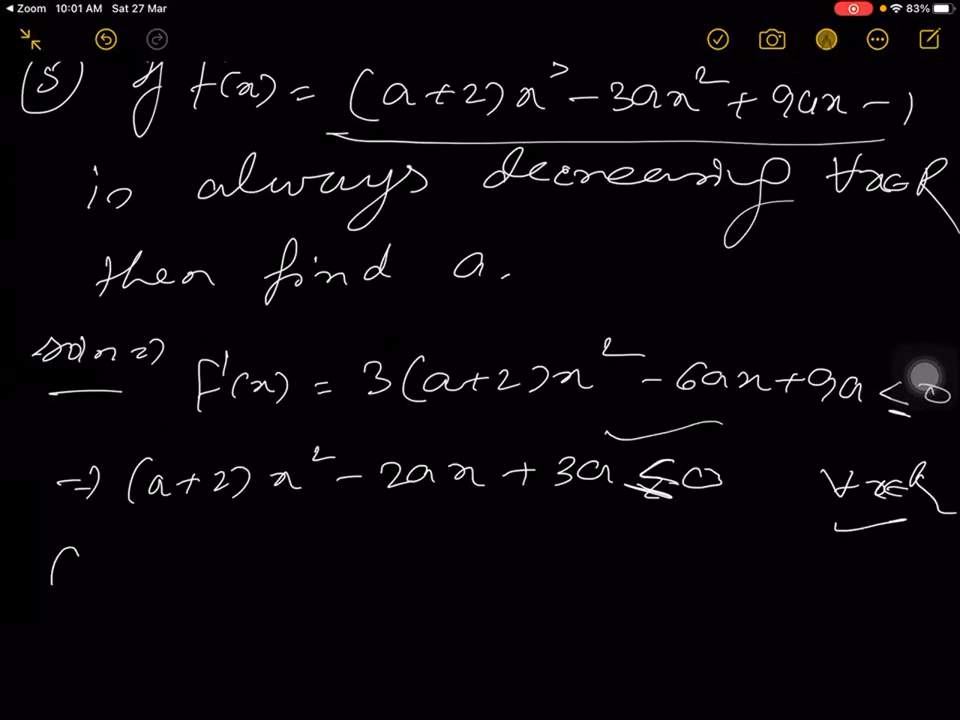 Zoom 10:01 AM Sat 27 Mar 83%
(5) If f(x) = (a+2)x³ - 3ax² + 9ax - 1
is always decreasing ∀x∈R
then find a.
soln ⇒ f'(x) = 3(a+2)x² - 6ax + 9a ≤ 0
⇒ (a+2)x² - 2ax + 3a ≤ 0 ∀x∈R
(